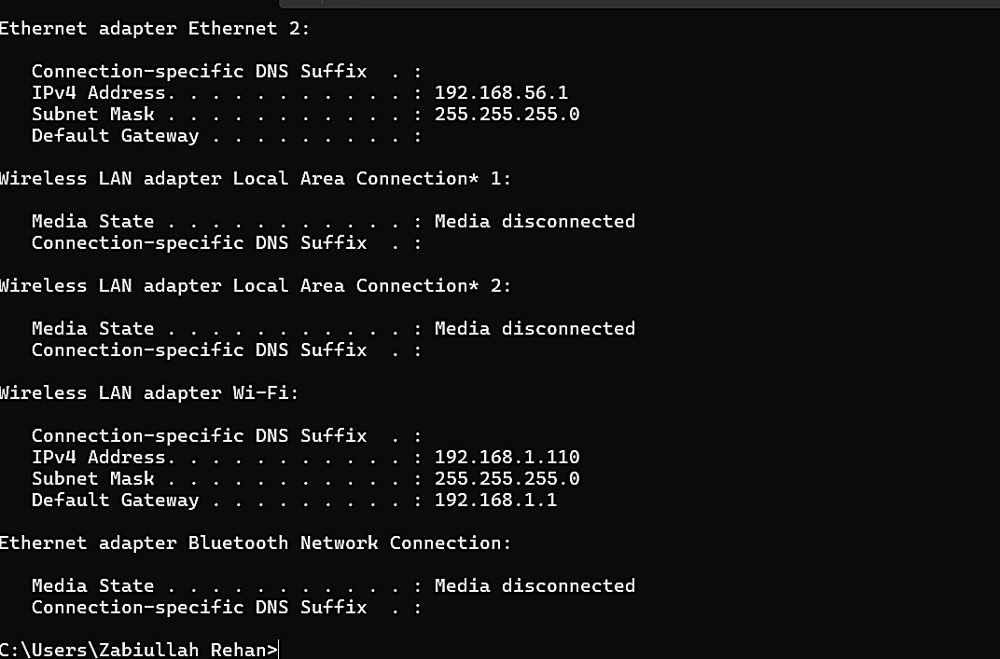 Ethernet adapter Ethernet 2:
Connection-specific DNS Suffix  . :
IPv4 Address. . . . . . . . . . . : 192.168.56.1
Subnet Mask . . . . . . . . . . . : 255.255.255.0
Default Gateway . . . . . . . . . :
Wireless LAN adapter Local Area Connection* 1:
Media State . . . . . . . . . . . : Media disconnected
Connection-specific DNS Suffix  . :
Wireless LAN adapter Local Area Connection* 2:
Media State . . . . . . . . . . . : Media disconnected
Connection-specific DNS Suffix  . :
Wireless LAN adapter Wi-Fi:
Connection-specific DNS Suffix  . :
IPv4 Address. . . . . . . . . . . : 192.168.1.110
Subnet Mask . . . . . . . . . . . : 255.255.255.0
Default Gateway . . . . . . . . . : 192.168.1.1
Ethernet adapter Bluetooth Network Connection:
Media State . . . . . . . . . . . : Media disconnected
Connection-specific DNS Suffix  . :
C:\Users\Zabiullah Rehan>